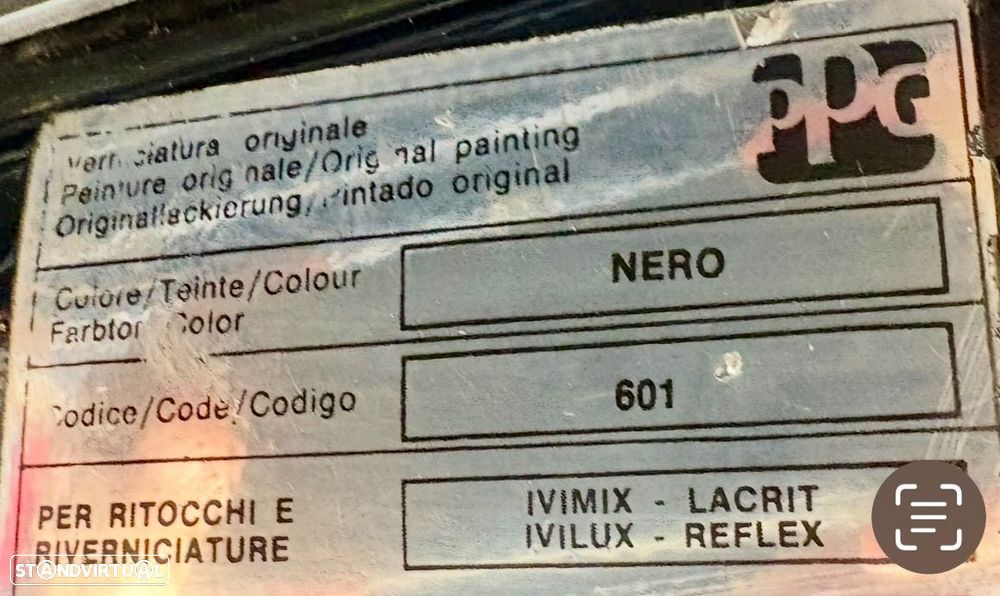 PPG
Verniciatura originale
Peinture originale/Original painting
Originallackierung/Pintado original
Colore/Teinte/Colour
Farbton/Color
NERO
Codice/Code/Codigo
601
PER RITOCCHI E
RIVERNICIATURE
IVIMIX - LACRIT
IVILUX - REFLEX
STANDVIRTUAL